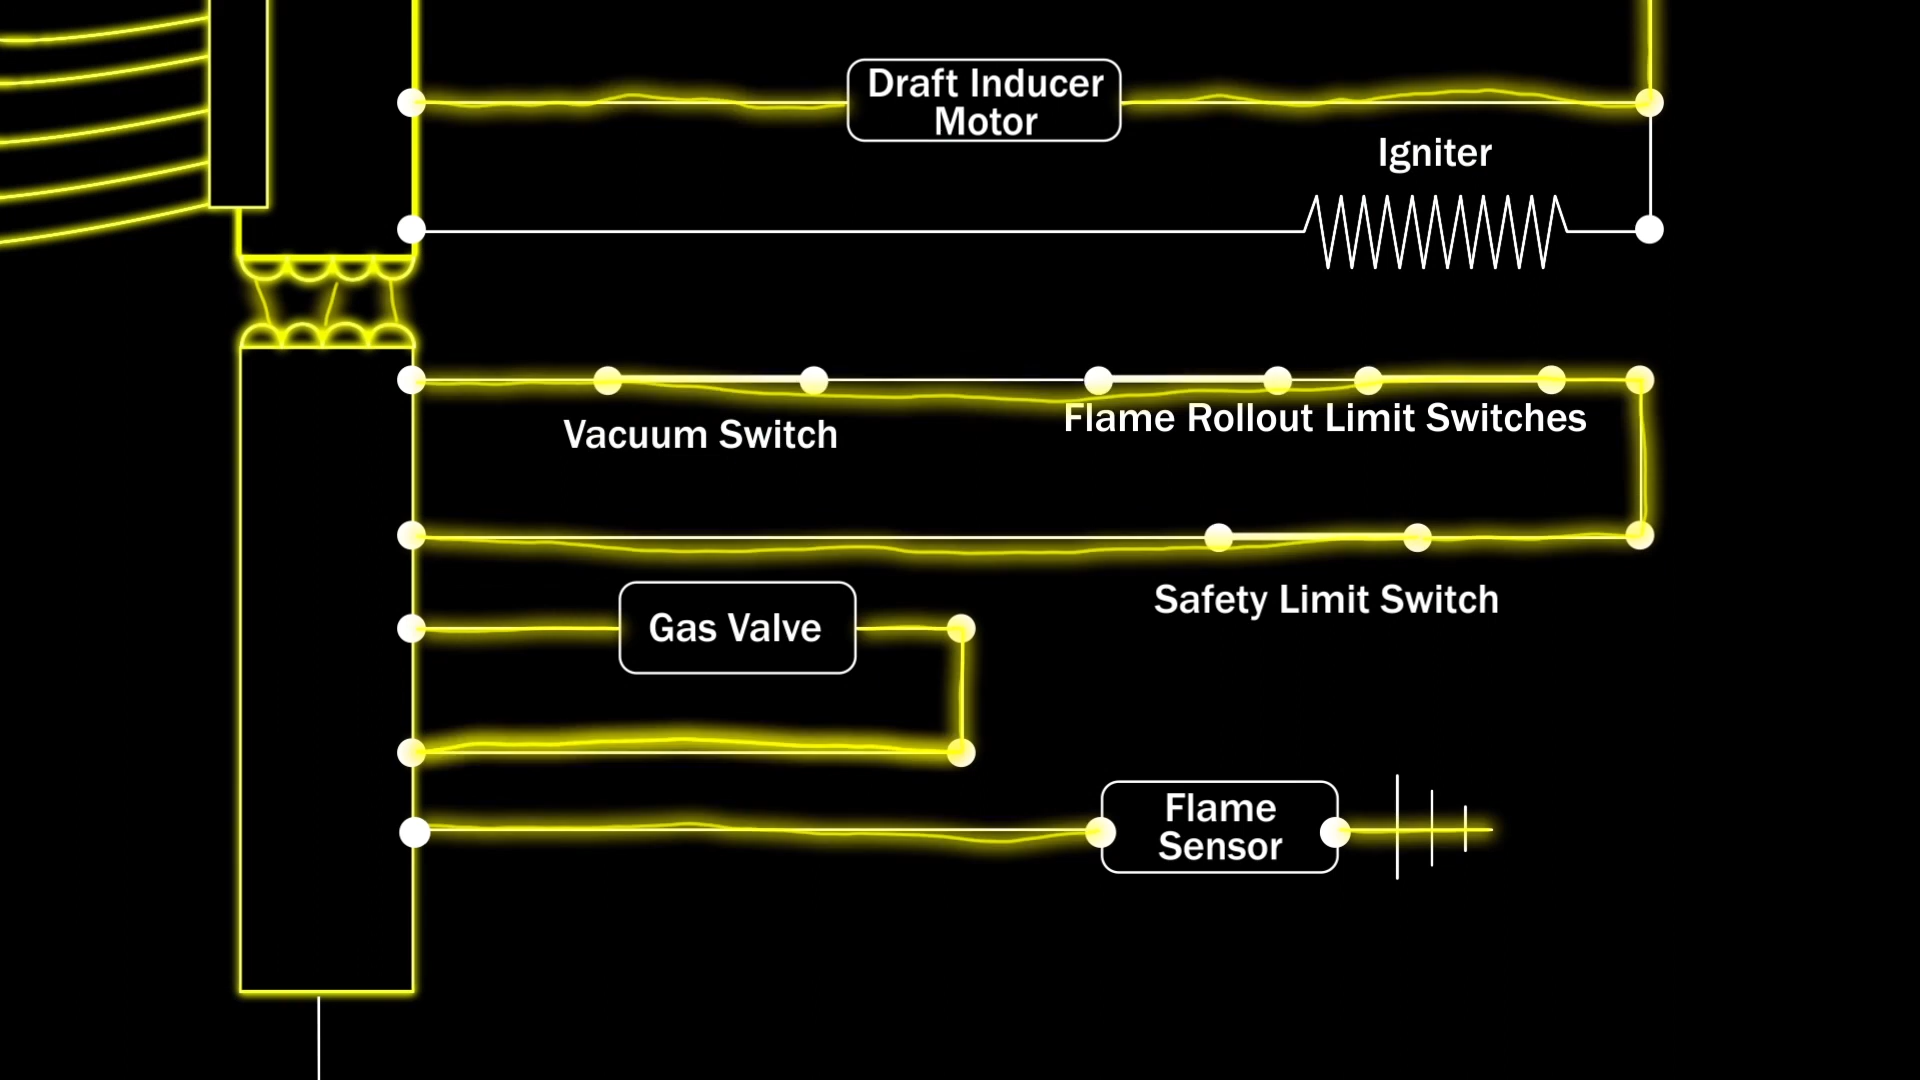 Draft Inducer
Motor
Igniter
Vacuum Switch
Flame Rollout Limit Switches
Safety Limit Switch
Gas Valve
Flame
Sensor